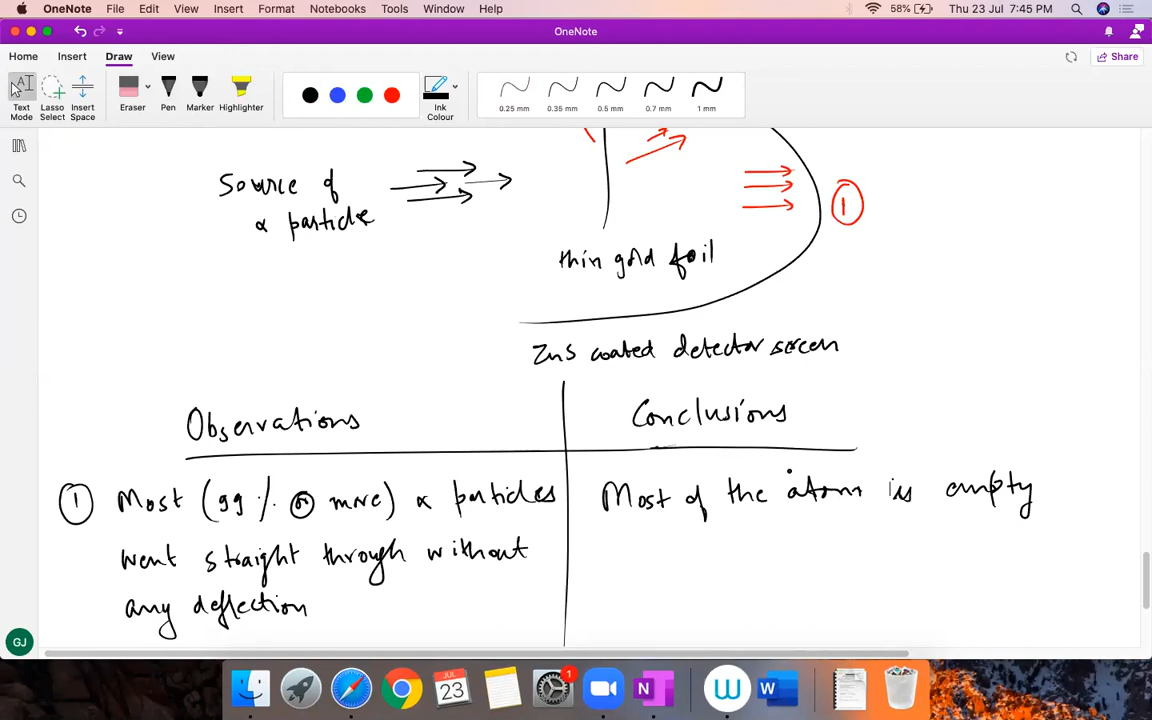 OneNote File Edit View Insert Format Notebooks Tools Window Help 58% Thu 23 Jul 7:45 PM
OneNote
Home Insert Draw View Share
Text Mode Lasso Select Insert Space Eraser Pen Marker Highlighter Ink Colour 0.25 mm 0.35 mm 0.5 mm 0.7 mm 1 mm
Source of
α particle
1
thin gold foil
ZnS coated detector screen
Observations Conclusions
1 Most (99 % or more) α particles Most of the atom is empty
went straight through without
any deflection
GJ
JUL 23 1 N W W